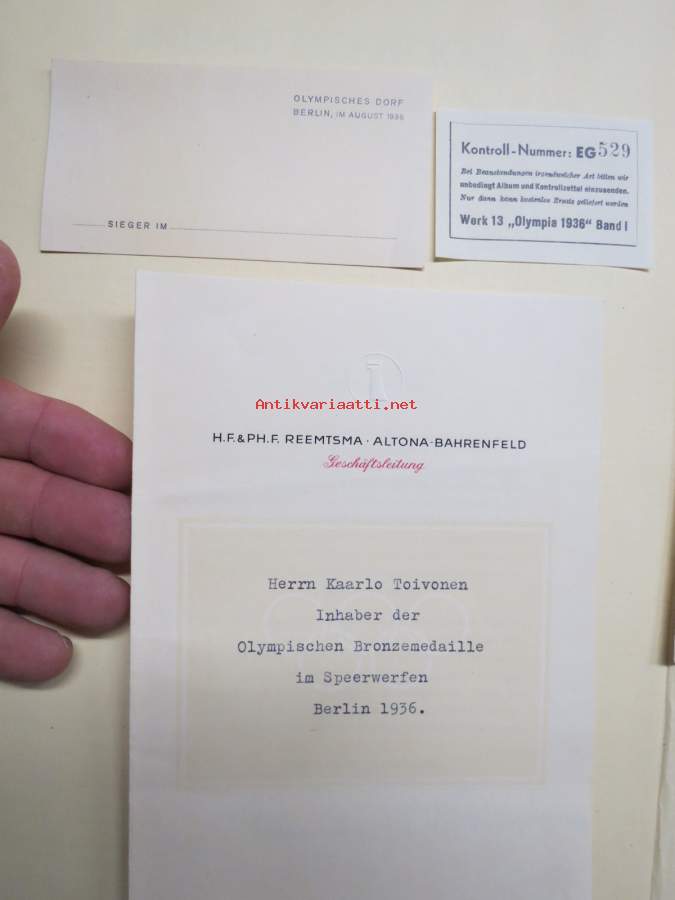 OLYMPISCHES DORF
BERLIN, IM AUGUST 1936
SIEGER IM
Kontroll-Nummer: EG 529
Bei Beanstandungen irgendwelcher Art bitten wir
unbedingt Album und Kontrollzettel einzusenden.
Nur dann kann kostenlos Ersatz geliefert werden
Werk 13 „Olympia 1936“ Band I
Antikvariaatti.net
H.F. & PH.F. REEMTSMA · ALTONA-BAHRENFELD
Geschäftsleitung
Herrn Kaarlo Toivonen
Inhaber der
Olympischen Bronzemedaille
im Speerwerfen
Berlin 1936.